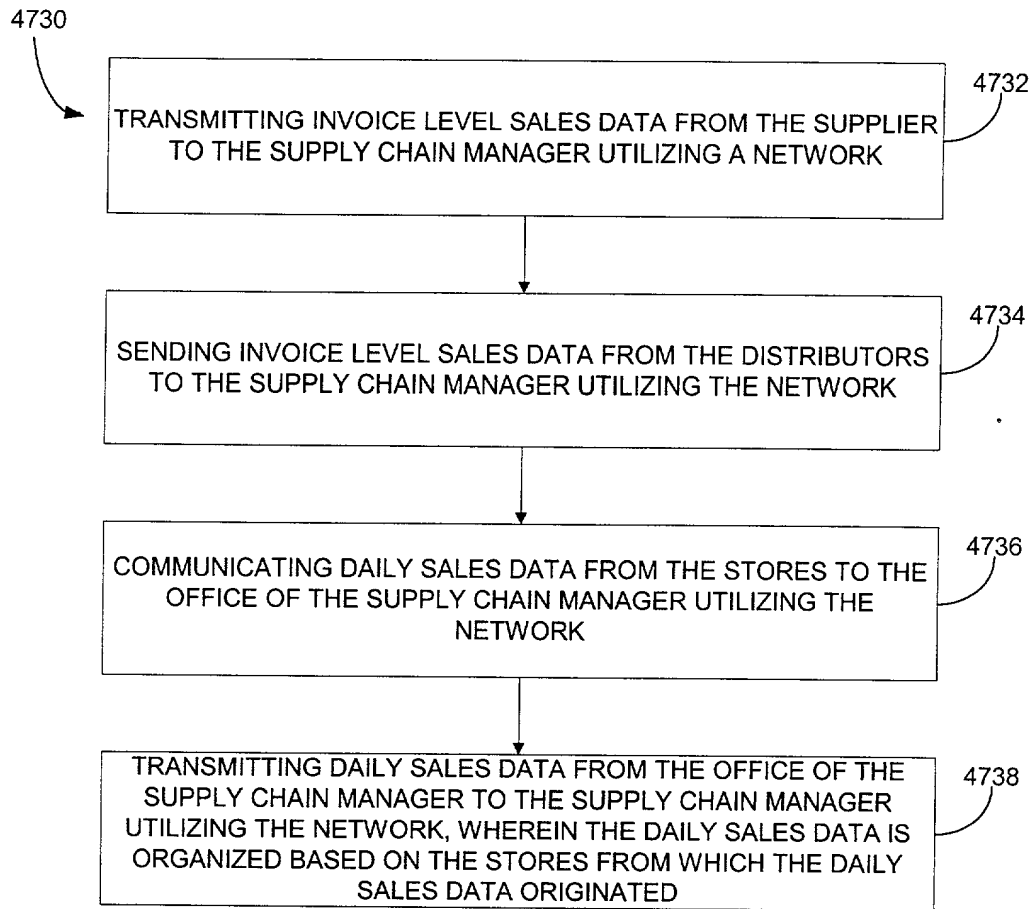 4730
4732
TRANSMITTING INVOICE LEVEL SALES DATA FROM THE SUPPLIER
TO THE SUPPLY CHAIN MANAGER UTILIZING A NETWORK
4734
SENDING INVOICE LEVEL SALES DATA FROM THE DISTRIBUTORS
TO THE SUPPLY CHAIN MANAGER UTILIZING THE NETWORK
4736
COMMUNICATING DAILY SALES DATA FROM THE STORES TO THE
OFFICE OF THE SUPPLY CHAIN MANAGER UTILIZING THE
NETWORK
4738
TRANSMITTING DAILY SALES DATA FROM THE OFFICE OF THE
SUPPLY CHAIN MANAGER TO THE SUPPLY CHAIN MANAGER
UTILIZING THE NETWORK, WHEREIN THE DAILY SALES DATA IS
ORGANIZED BASED ON THE STORES FROM WHICH THE DAILY
SALES DATA ORIGINATED